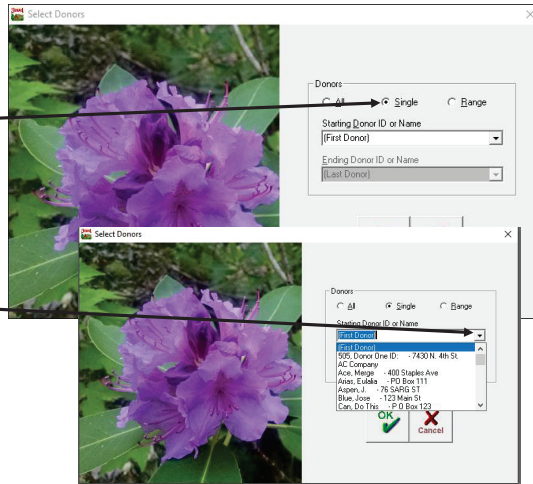 Select Donors
Donors
All Single Range
Starting Donor ID or Name
(First Donor)
Ending Donor ID or Name
(Last Donor)
Select Donors
Donors
All Single Range
Starting Donor ID or Name
(First Donor)
(First Donor)
505, Donor One ID: - 7430 N. 4th St.
AC Company
Ace, Merge - 400 Staples Ave
Arias, Eulalia - PO Box 111
Aspen, J. - 76 SARG ST
Blue, Jose - 123 Main St
Can, Do This - P O Box 123
OK
Cancel